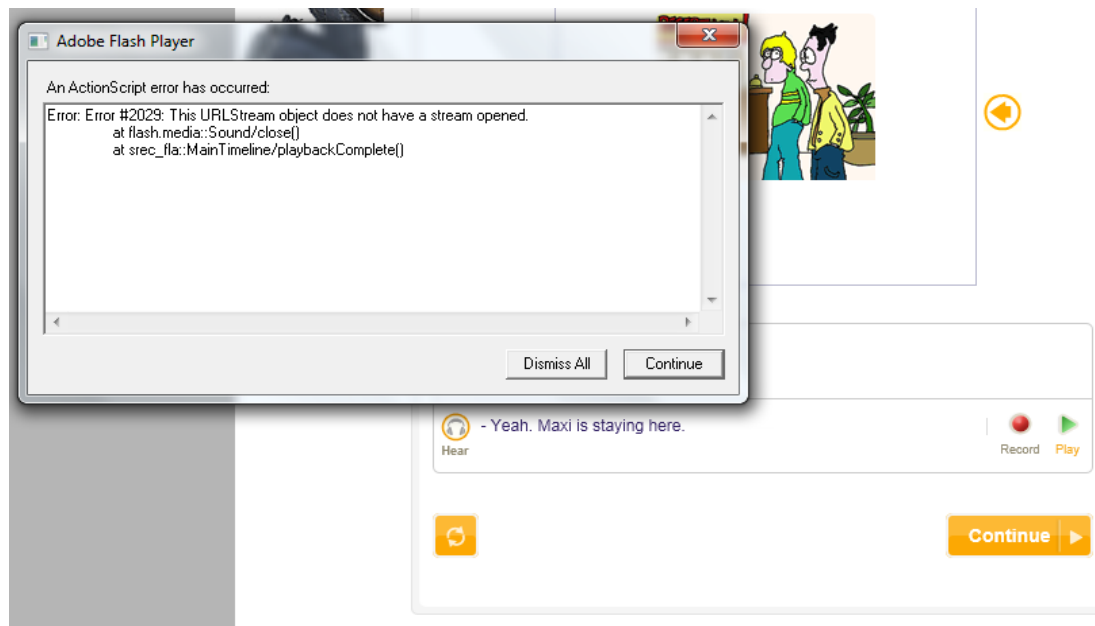 Adobe Flash Player
An ActionScript error has occurred:
Error: Error #2029: This URLStream object does not have a stream opened.
at flash.media::Sound/close()
at srec_fla::MainTimeline/playbackComplete()
Dismiss All
Continue
- Yeah. Maxi is staying here.
Hear
Record
Play
Continue